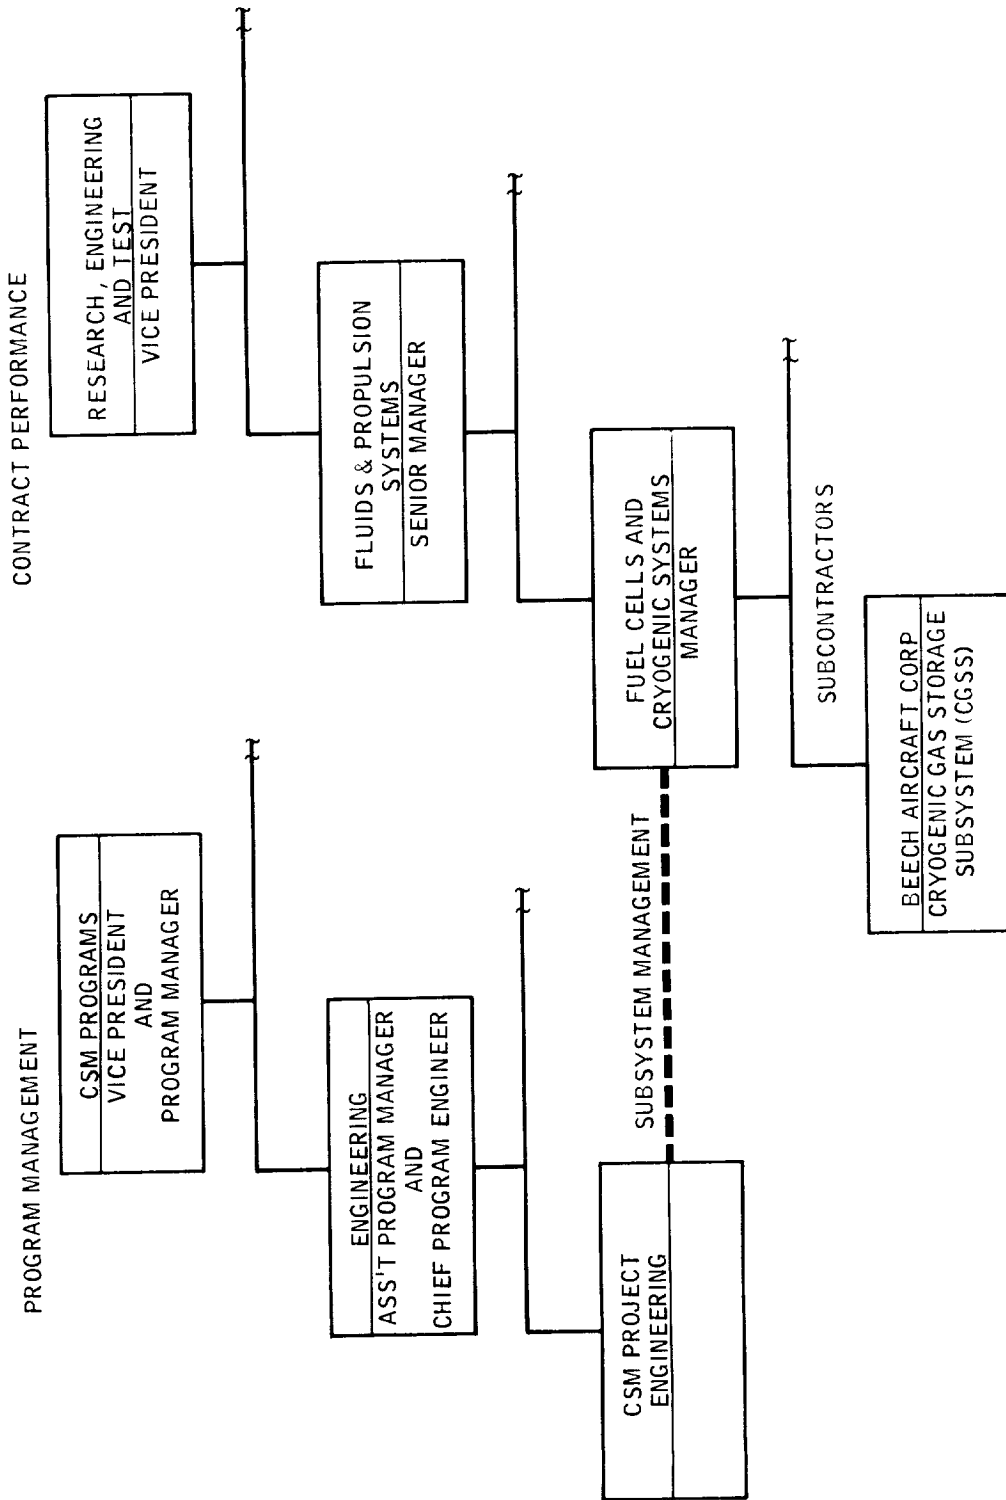 PROGRAM MANAGEMENT
CSM PROGRAMS
VICE PRESIDENT
AND
PROGRAM MANAGER
ENGINEERING
ASS'T PROGRAM MANAGER
AND
CHIEF PROGRAM ENGINEER
CSM PROJECT
ENGINEERING
SUBSYSTEM MANAGEMENT
CONTRACT PERFORMANCE
RESEARCH, ENGINEERING
AND TEST
VICE PRESIDENT
FLUIDS & PROPULSION
SYSTEMS
SENIOR MANAGER
FUEL CELLS AND
CRYOGENIC SYSTEMS
MANAGER
SUBCONTRACTORS
BEECH AIRCRAFT CORP
CRYOGENIC GAS STORAGE
SUBSYSTEM (CGSS)